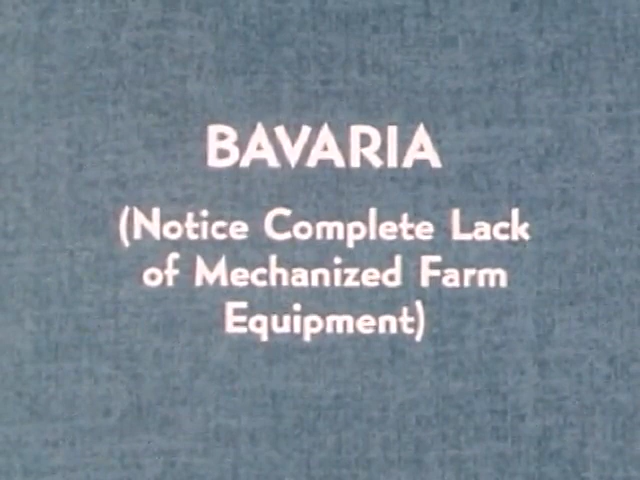 BAVARIA
(Notice Complete Lack
of Mechanized Farm
Equipment)